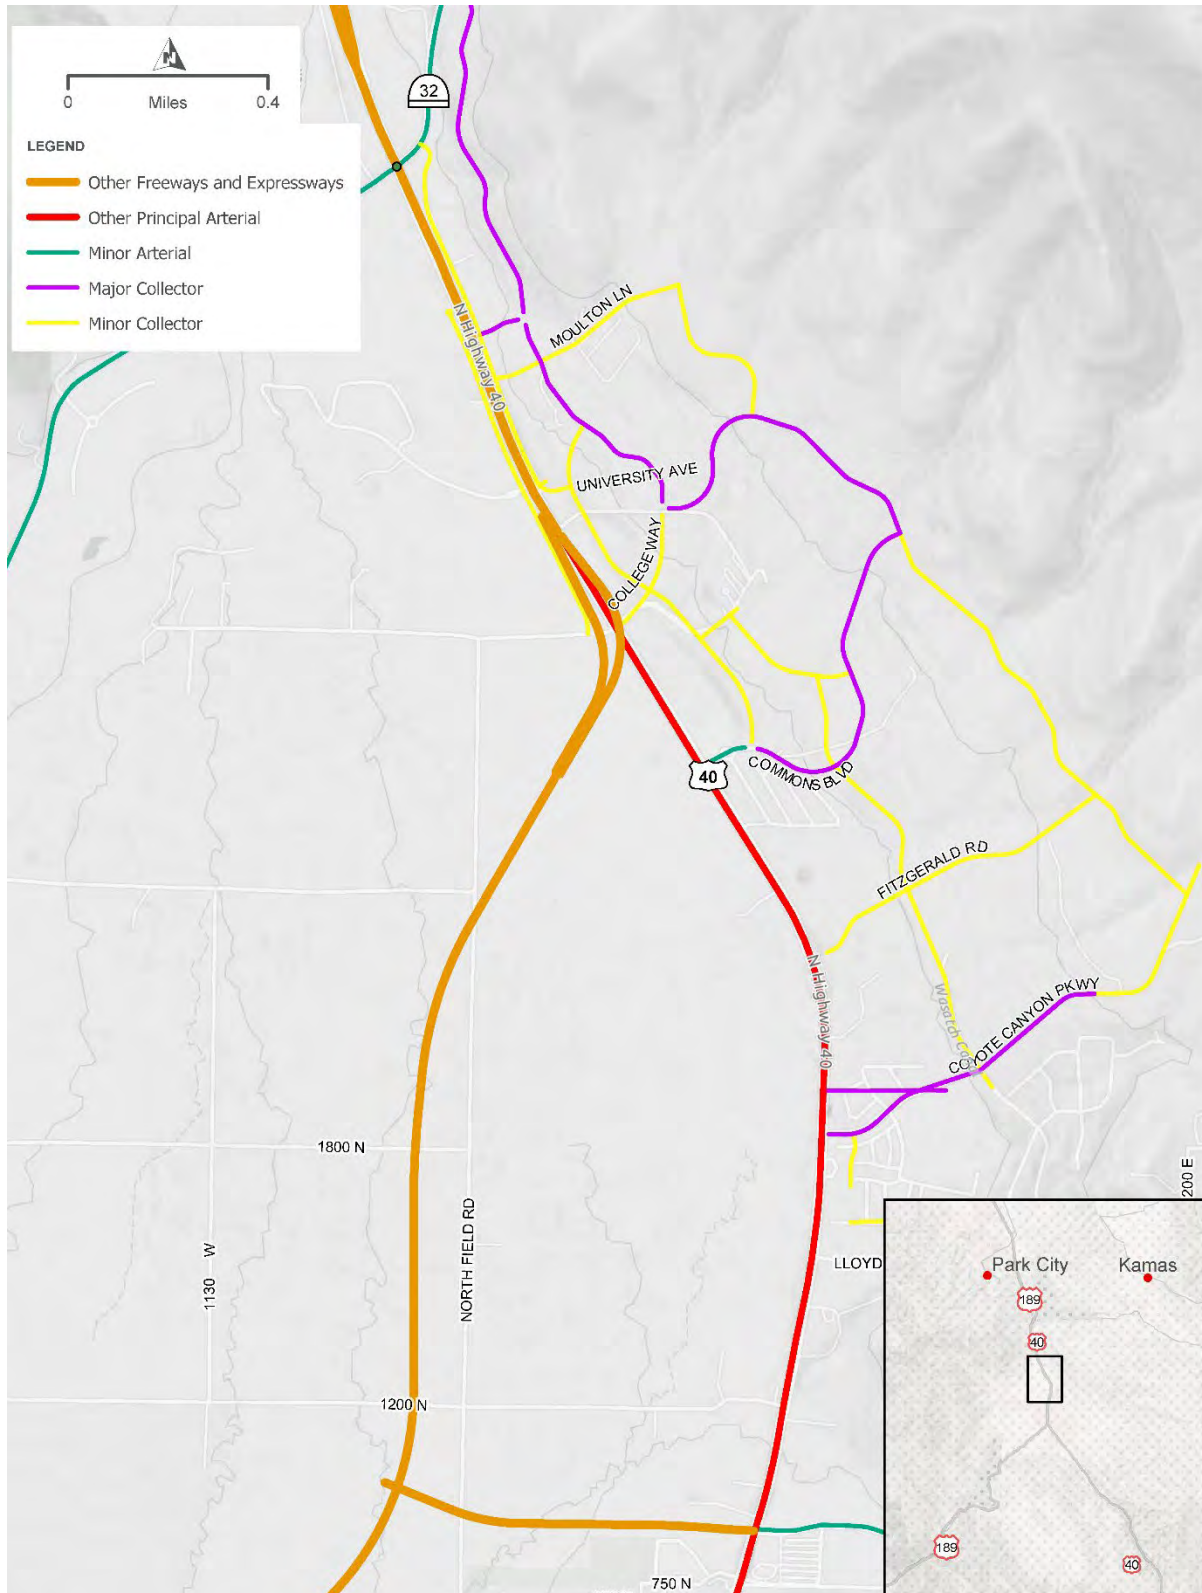 N
0 Miles 0.4
32
LEGEND
Other Freeways and Expressways
Other Principal Arterial
Minor Arterial
Major Collector
Minor Collector
N Highway 40
MOULTON LN
UNIVERSITY AVE
COLLEGE WAY
40
COMMONS BLVD
FITZGERALD RD
N Highway 40
COYOTE CANYON PKWY
1800 N
200 E
1130 W
NORTH FIELD RD
LLOYD
Park City
Kamas
189
40
1200 N
189
40
750 N